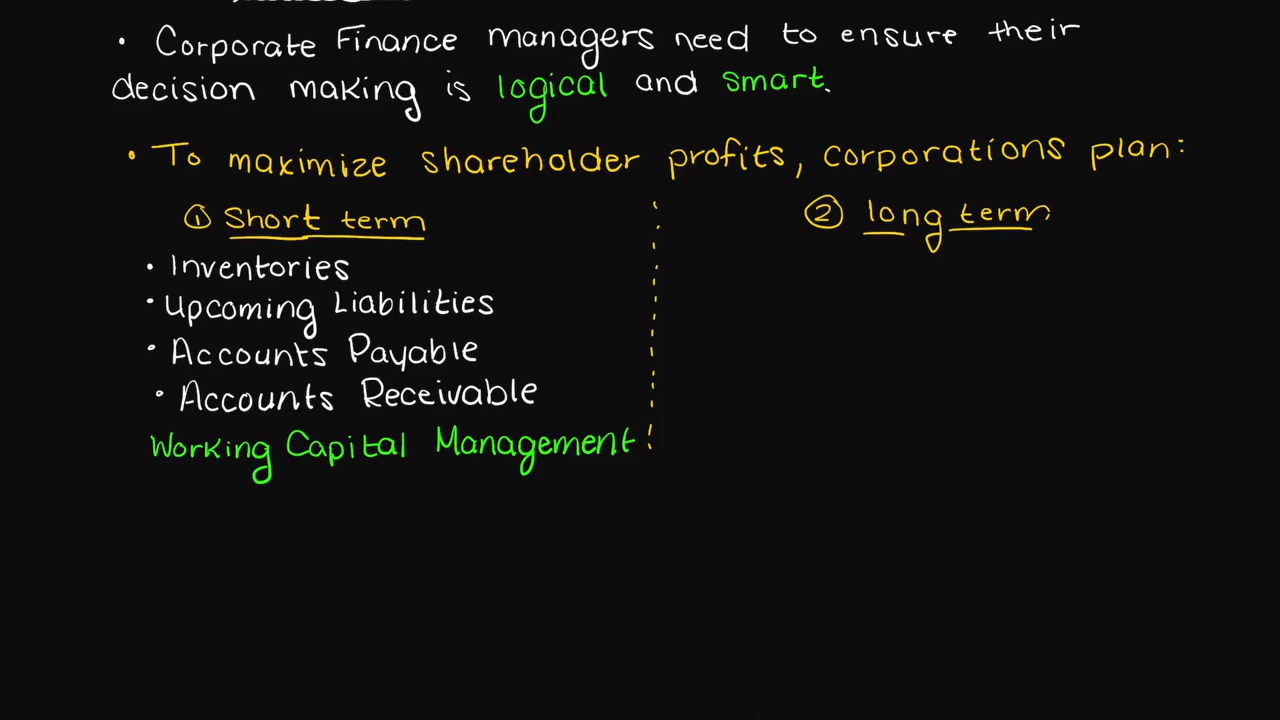 • Corporate Finance managers need to ensure their
decision making is logical and smart.
• To maximize shareholder profits, corporations plan:
① Short term
② long term
• Inventories
• Upcoming Liabilities
• Accounts Payable
• Accounts Receivable
Working Capital Management